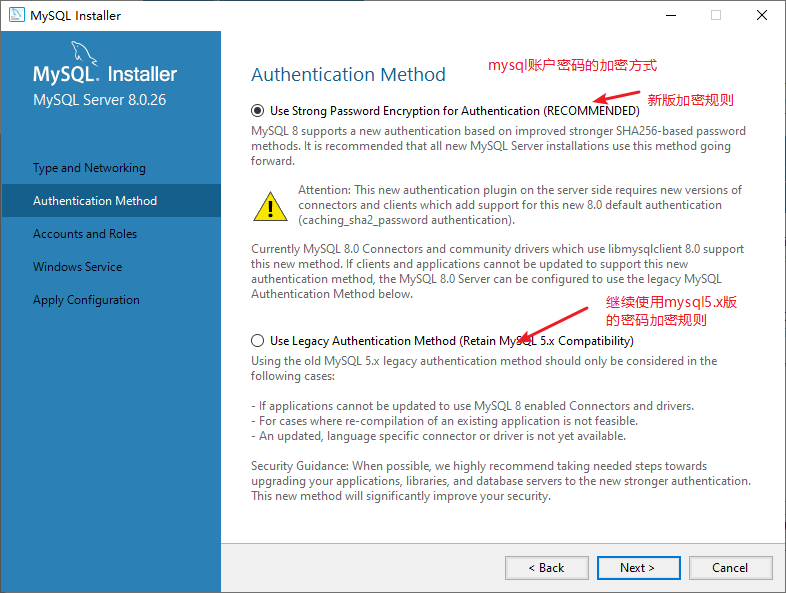 MySQL Installer
MySQL. Installer
MySQL Server 8.0.26
Type and Networking
Authentication Method
Accounts and Roles
Windows Service
Apply Configuration
Authentication Method
mysql账户密码的加密方式
新版加密规则
Use Strong Password Encryption for Authentication (RECOMMENDED)
MySQL 8 supports a new authentication based on improved stronger SHA256-based password
methods. It is recommended that all new MySQL Server installations use this method going
forward.
Attention: This new authentication plugin on the server side requires new versions of
connectors and clients which add support for this new 8.0 default authentication
(caching_sha2_password authentication).
Currently MySQL 8.0 Connectors and community drivers which use libmysqlclient 8.0 support
this new method. If clients and applications cannot be updated to support this new
authentication method, the MySQL 8.0 Server can be configured to use the legacy MySQL
Authentication Method below.
继续使用mysql5.x版
的密码加密规则
Use Legacy Authentication Method (Retain MySQL 5.x Compatibility)
Using the old MySQL 5.x legacy authentication method should only be considered in the
following cases:
- If applications cannot be updated to use MySQL 8 enabled Connectors and drivers.
- For cases where re-compilation of an existing application is not feasible.
- An updated, language specific connector or driver is not yet available.
Security Guidance: When possible, we highly recommend taking needed steps towards
upgrading your applications, libraries, and database servers to the new stronger authentication.
This new method will significantly improve your security.
< Back
Next >
Cancel